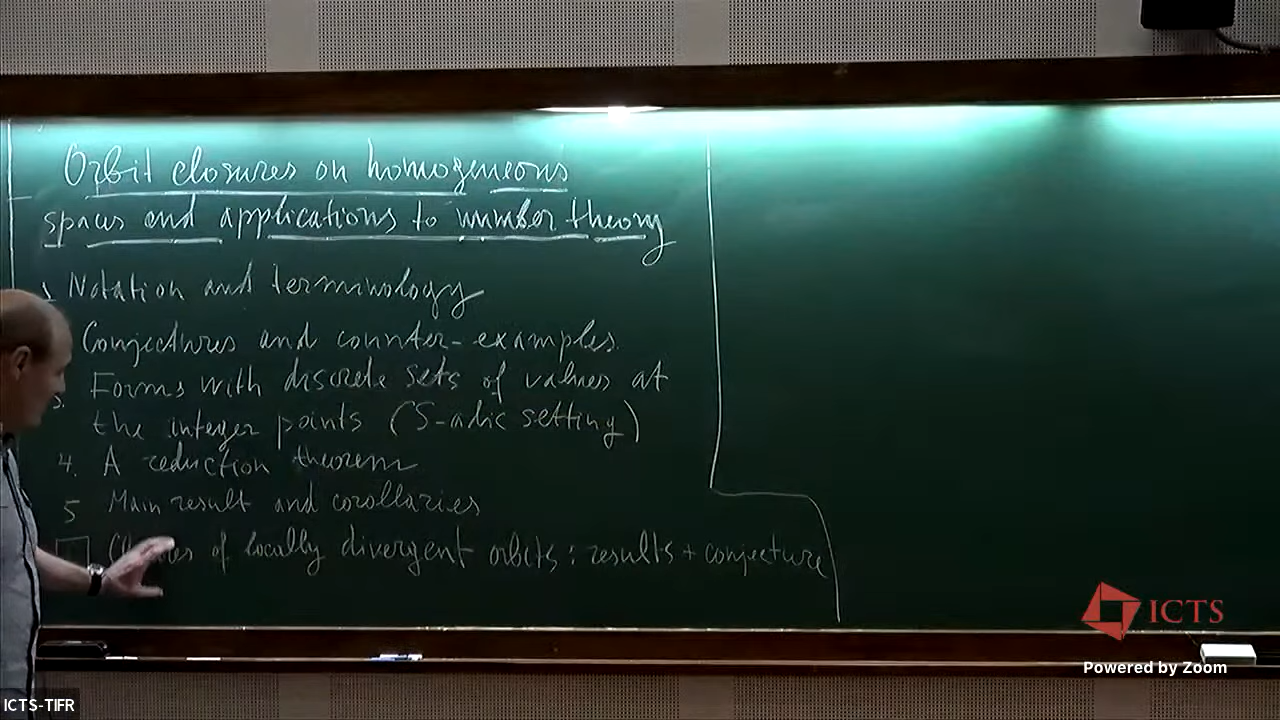 Orbit closures on homogeneous
spaces and applications to number theory
1 Notation and terminology
Conjectures and counter-examples.
3. Forms with discrete sets of values at
the integer points (S-adic setting)
4. A reduction theorem
5 Main result and corollaries
of locally divergent orbits : results + conjecture
ICTS
Powered by Zoom
ICTS-TIFR